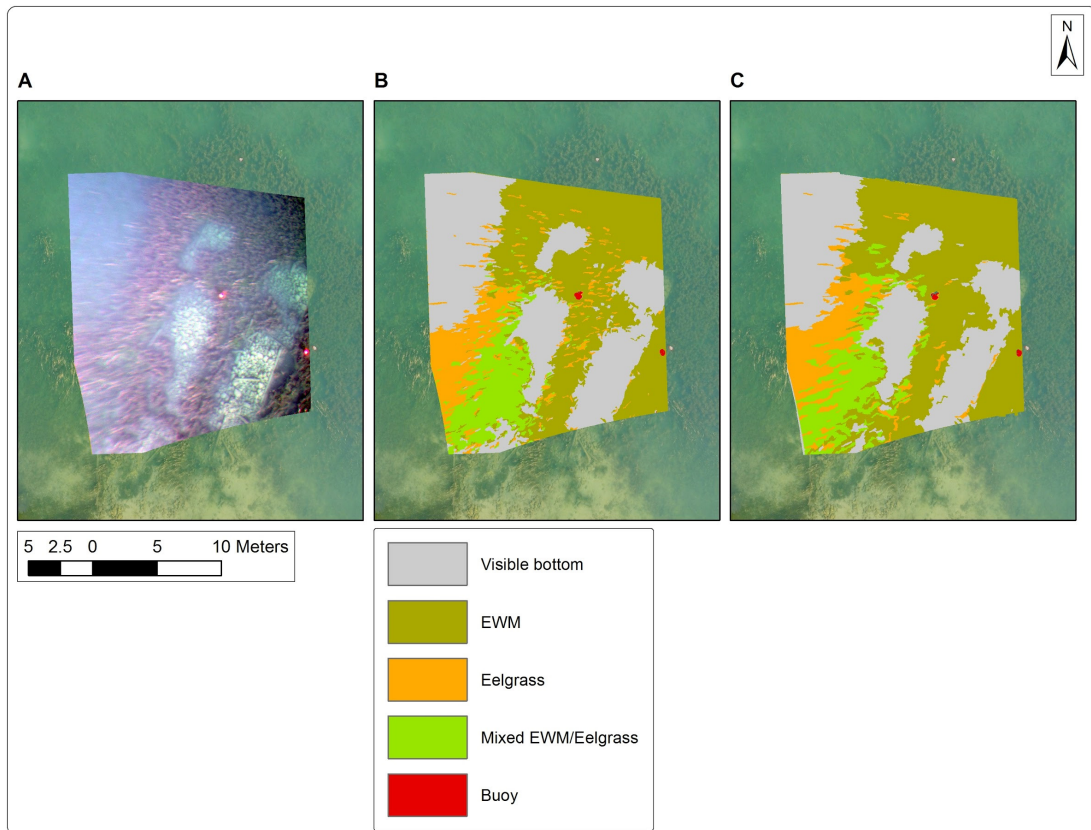 N
A
B
C
5 2.5 0 5 10 Meters
Visible bottom
EWM
Eelgrass
Mixed EWM/Eelgrass
Buoy